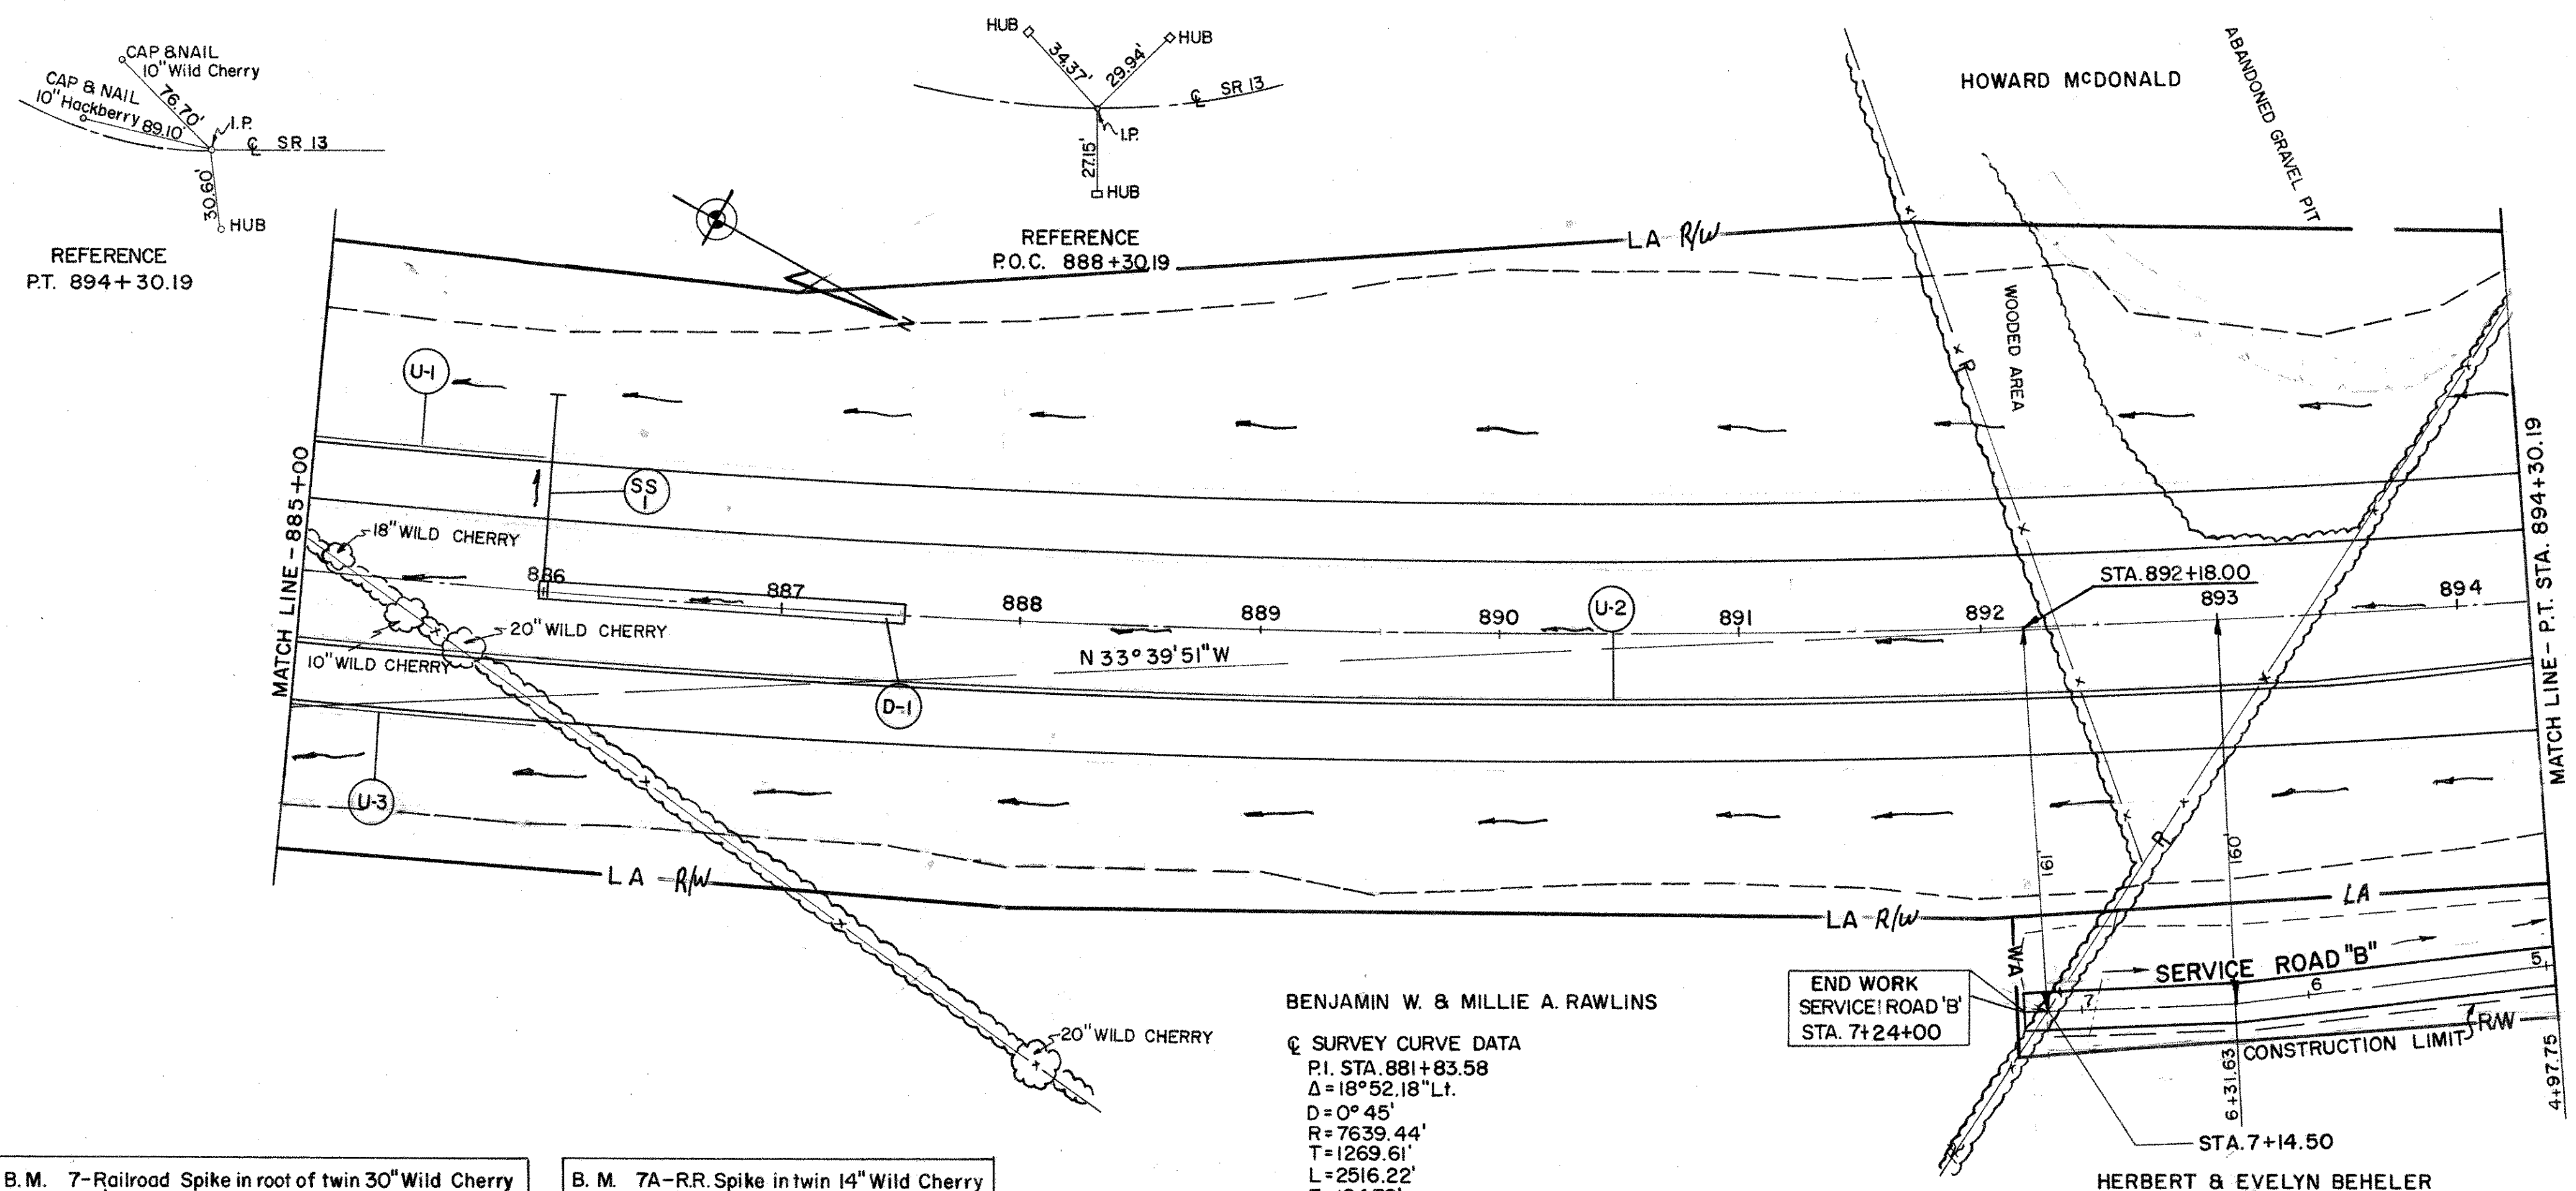 CAP & NAIL
10" Wild Cherry
CAP & NAIL
10" Hackberry
76.70'
89.10'
I.P.
℄ SR 13
30.60'
HUB
REFERENCE
P.T. 894+30.19
HUB
34.37'
29.94'
HUB
℄ SR 13
I.P.
27.15'
HUB
REFERENCE
P.O.C. 888+30.19
HOWARD McDONALD
ABANDONED GRAVEL PIT
LA R/W
WOODED AREA
U-1
SS
1
MATCH LINE - 885+00
18" WILD CHERRY
10" WILD CHERRY
20" WILD CHERRY
886
887
888
889
890
891
892
893
894
U-2
STA. 892+18.00
N 33° 39' 51" W
D-1
U-3
R
R
MATCH LINE - P.T. STA. 894+30.19
161'
160'
LA R/W
LA R/W
LA
WA
SERVICE ROAD "B"
5
6
7
END WORK
SERVICE ROAD 'B'
STA. 7+24+00
R/W
CONSTRUCTION LIMIT
6+31.63
4+97.75
STA. 7+14.50
HERBERT & EVELYN BEHELER
20" WILD CHERRY
BENJAMIN W. & MILLIE A. RAWLINS
℄ SURVEY CURVE DATA
P.I. STA. 881+83.58
Δ = 18° 52.18" Lt.
D = 0° 45'
R = 7639.44'
T = 1269.61'
L = 2516.22'
B. M. 7-Railroad Spike in root of twin 30" Wild Cherry
B. M. 7A-R.R. Spike in twin 14" Wild Cherry